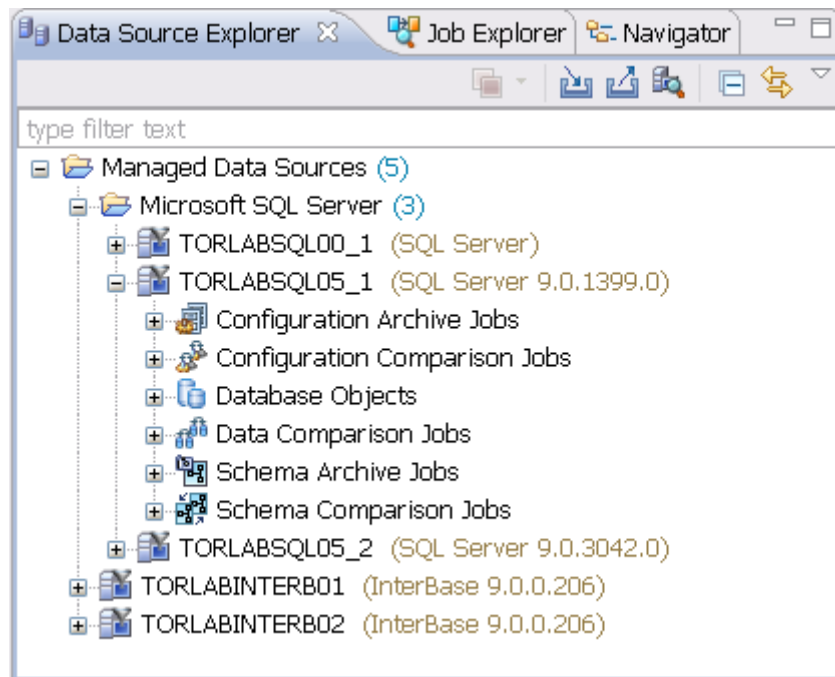 Data Source Explorer Job Explorer Navigator
type filter text
Managed Data Sources (5)
Microsoft SQL Server (3)
TORLABSQL00_1 (SQL Server)
TORLABSQL05_1 (SQL Server 9.0.1399.0)
Configuration Archive Jobs
Configuration Comparison Jobs
Database Objects
Data Comparison Jobs
Schema Archive Jobs
Schema Comparison Jobs
TORLABSQL05_2 (SQL Server 9.0.3042.0)
TORLABINTERB01 (InterBase 9.0.0.206)
TORLABINTERB02 (InterBase 9.0.0.206)